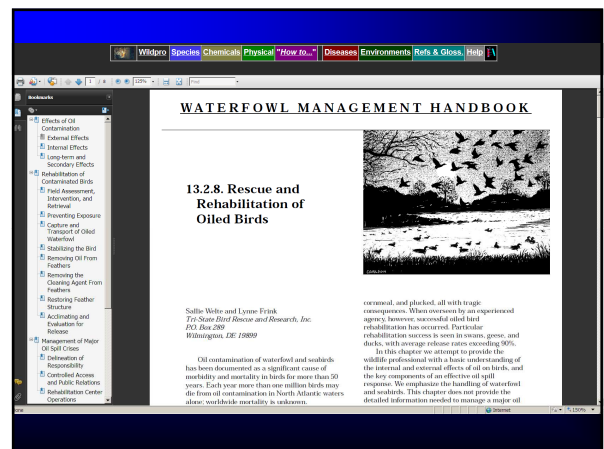 Wildpro Species Chemicals Physical "How to..." Diseases Environments Refs & Gloss. Help
1 / 8 129% Find
Bookmarks
Effects of Oil
Contamination
External Effects
Internal Effects
Long-term and
Secondary Effects
Rehabilitation of
Contaminated Birds
Field Assessment,
Intervention, and
Retrieval
Preventing Exposure
Capture and
Transport of Oiled
Waterfowl
Stabilizing the Bird
Removing Oil From
Feathers
Removing the
Cleaning Agent From
Feathers
Restoring Feather
Structure
Acclimating and
Evaluation for
Release
Management of Major
Oil Spill Crises
Delineation of
Responsibility
Controlled Access
and Public Relations
Rehabilitation Center
Operations
WATERFOWL MANAGEMENT HANDBOOK
13.2.8. Rescue and
Rehabilitation of
Oiled Birds
Sallie Welte and Lynne Frink
Tri-State Bird Rescue and Research, Inc.
P.O. Box 289
Wilmington, DE 19899
Oil contamination of waterfowl and seabirds
has been documented as a significant cause of
morbidity and mortality in birds for more than 50
years. Each year more than one million birds may
die from oil contamination in North Atlantic waters
alone; worldwide mortality is unknown.
cornmeal, and plucked, all with tragic
consequences. When overseen by an experienced
agency, however, successful oiled bird
rehabilitation has occurred. Particular
rehabilitation success is seen in swans, geese, and
ducks, with average release rates exceeding 90%.
In this chapter we attempt to provide the
wildlife professional with a basic understanding of
the internal and external effects of oil on birds, and
the key components of an effective oil spill
response. We emphasize the handling of waterfowl
and seabirds. This chapter does not provide the
detailed information needed to manage a major oil
one Internet 150%